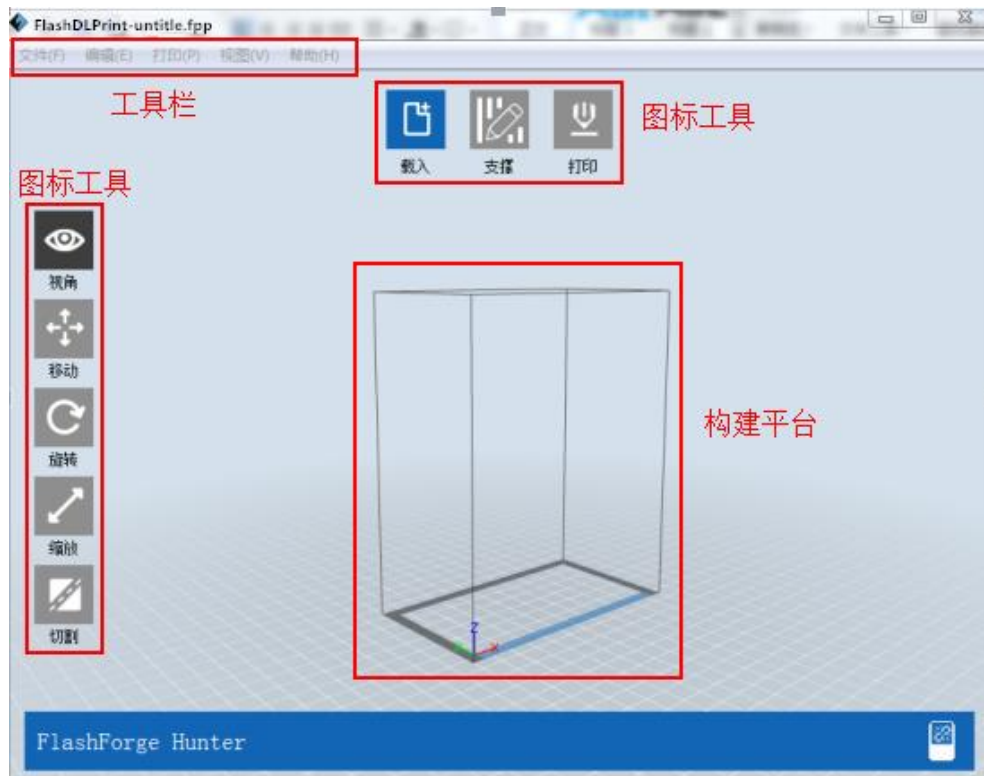 FlashDLPrint-untitle.fpp
文件(F) 编辑(E) 打印(P) 视图(V) 帮助(H)
工具栏
载入 支撑 打印
图标工具
图标工具
视角
移动
旋转
缩放
切割
构建平台
Z
X
FlashForge Hunter